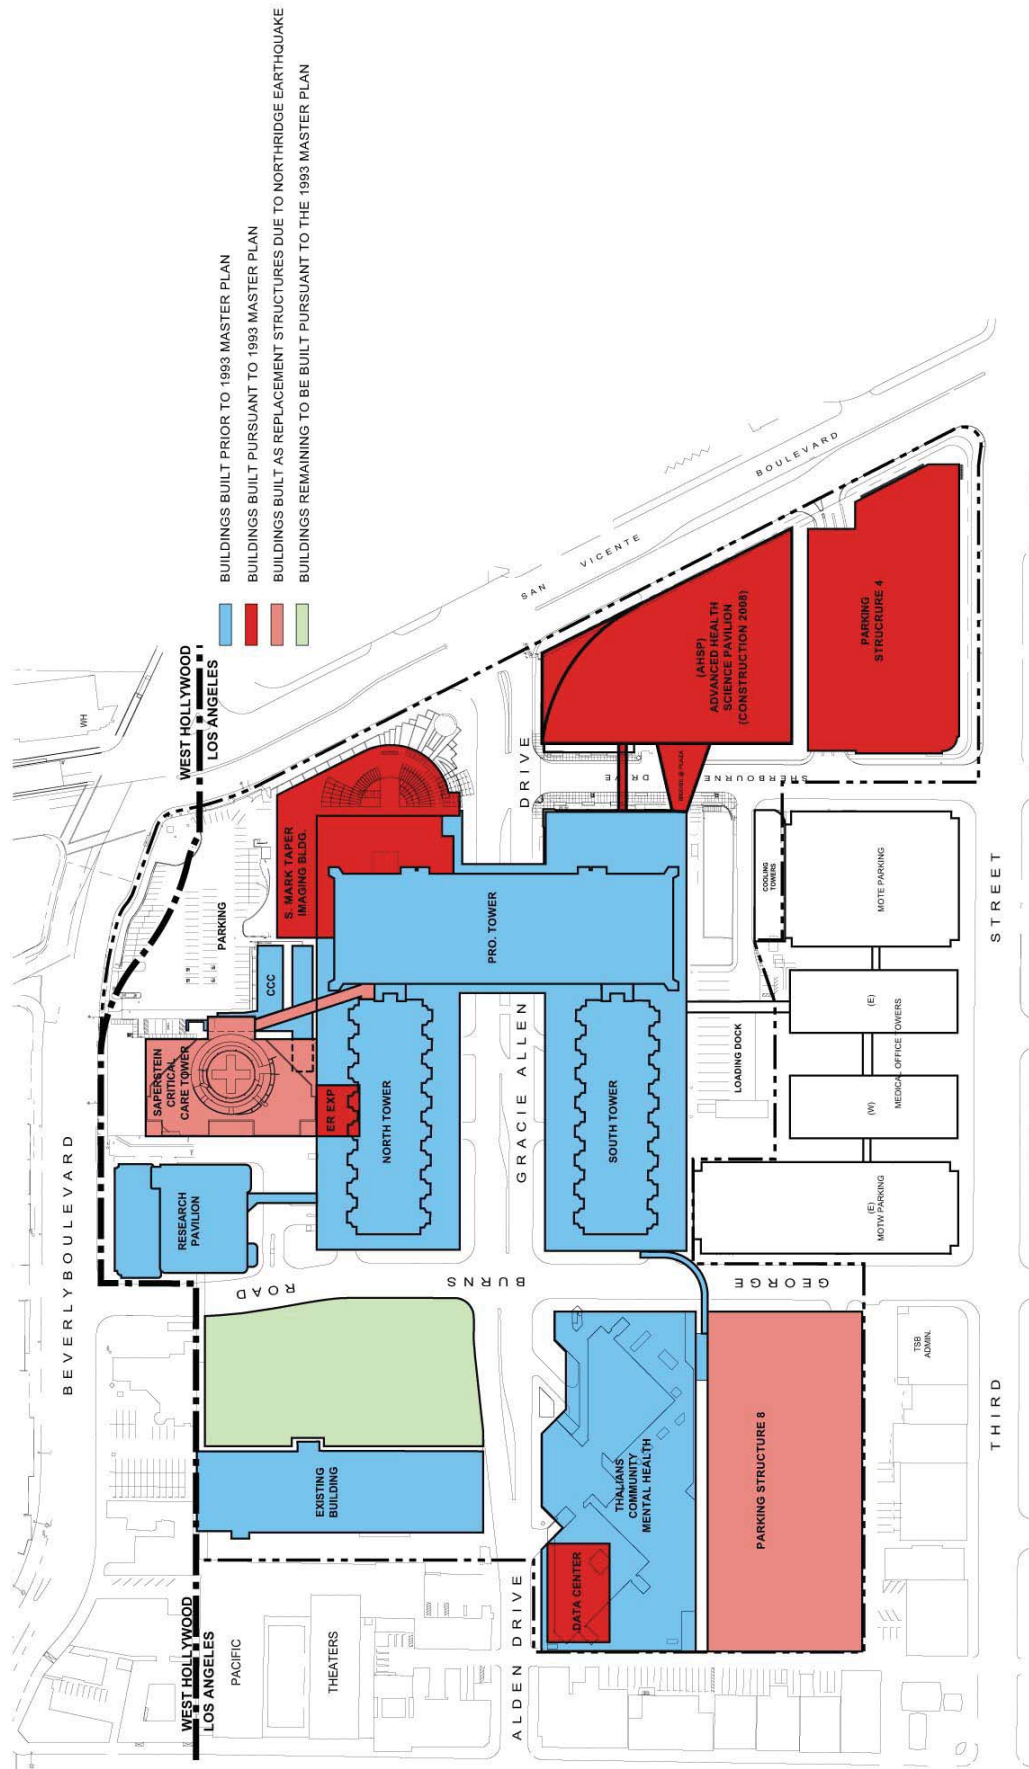 BUILDINGS BUILT PRIOR TO 1993 MASTER PLAN
BUILDINGS BUILT PURSUANT TO 1993 MASTER PLAN
BUILDINGS BUILT AS REPLACEMENT STRUCTURES DUE TO NORTHRIDGE EARTHQUAKE
BUILDINGS REMAINING TO BE BUILT PURSUANT TO THE 1993 MASTER PLAN
BEVERLYBOULEVARD
WEST HOLLYWOOD
LOS ANGELES
PACIFIC
THEATERS
EXISTING
BUILDING
RESEARCH
PAVILION
SAPERSTEIN
CRITICAL
CARE TOWER
CCC
PARKING
WEST HOLLYWOOD
LOS ANGELES
WH
S. MARK TAPER
IMAGING BLDG.
ER EXP
NORTH TOWER
PRO. TOWER
GEORGE BURNS ROAD
ALDEN DRIVE
GRACIE ALLEN DRIVE
SAN VICENTE BOULEVARD
DATA CENTER
THALIANS
COMMUNITY
MENTAL HEALTH
SOUTH TOWER
SHERBOURNE DRIVE
(AHSP)
ADVANCED HEALTH
SCIENCE PAVILION
(CONSTRUCTION 2008)
PARKING STRUCTURE 8
LOADING DOCK
COOLING
TOWERS
PARKING
STRUCRURE 4
(E)
MOTW PARKING
(W)
(E)
MEDICAL OFFICE TOWERS
MOTE PARKING
TSB
ADMIN.
THIRD STREET